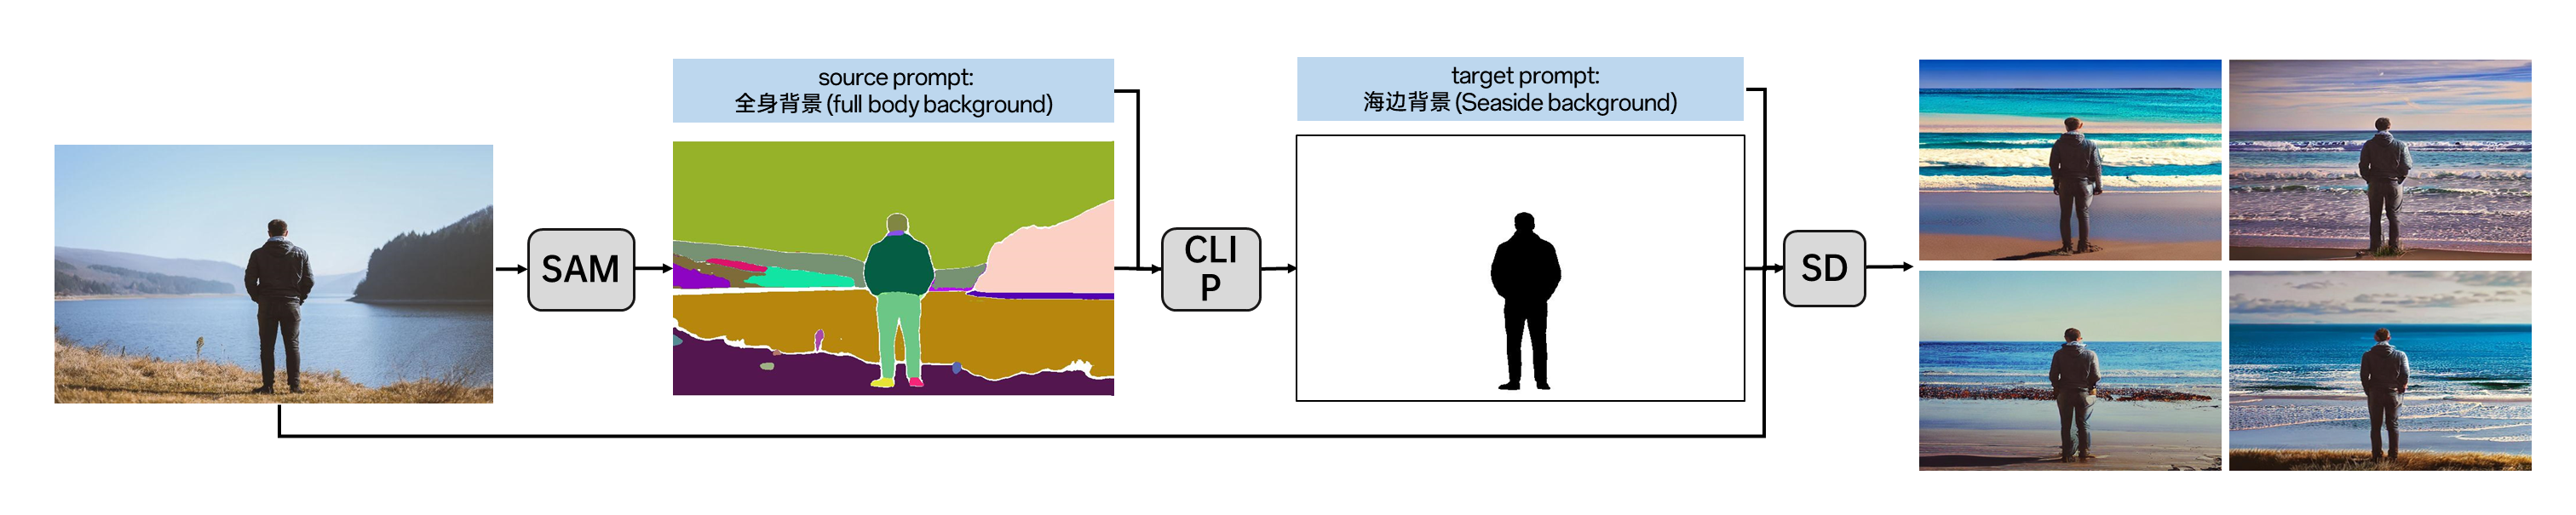 source prompt:
全身背景 (full body background)
target prompt:
海边背景 (Seaside background)
SAM
CLI
P
SD